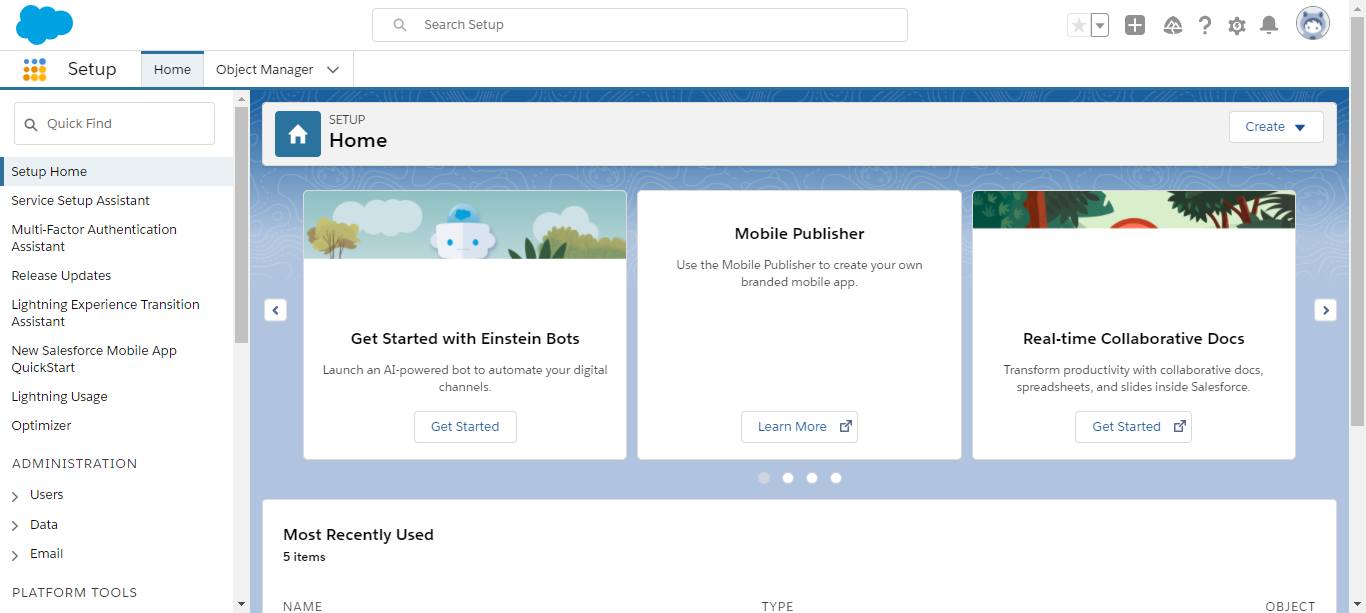 Search Setup
Setup
Home
Object Manager
Quick Find
Setup Home
Service Setup Assistant
Multi-Factor Authentication
Assistant
Release Updates
Lightning Experience Transition
Assistant
New Salesforce Mobile App
QuickStart
Lightning Usage
Optimizer
ADMINISTRATION
Users
Data
Email
PLATFORM TOOLS
SETUP
Home
Create
Get Started with Einstein Bots
Launch an AI-powered bot to automate your digital
channels.
Get Started
Mobile Publisher
Use the Mobile Publisher to create your own
branded mobile app.
Learn More
Real-time Collaborative Docs
Transform productivity with collaborative docs,
spreadsheets, and slides inside Salesforce.
Get Started
Most Recently Used
5 items
NAME TYPE OBJECT